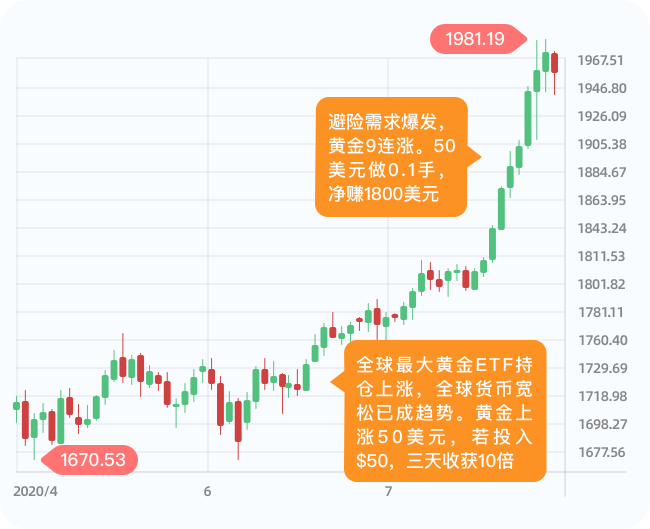 1981.19
1967.51
1946.80
1926.09
1905.38
1884.67
1863.95
1843.24
1811.53
1801.82
1781.11
1760.40
1729.69
1718.98
1698.27
1677.56
避险需求爆发，
黄金9连涨。50
美元做0.1手，
净赚1800美元
全球最大黄金ETF持
仓上涨，全球货币宽
松已成趋势。黄金上
涨50美元，若投入
$50，三天收获10倍
1670.53
2020/4
6
7